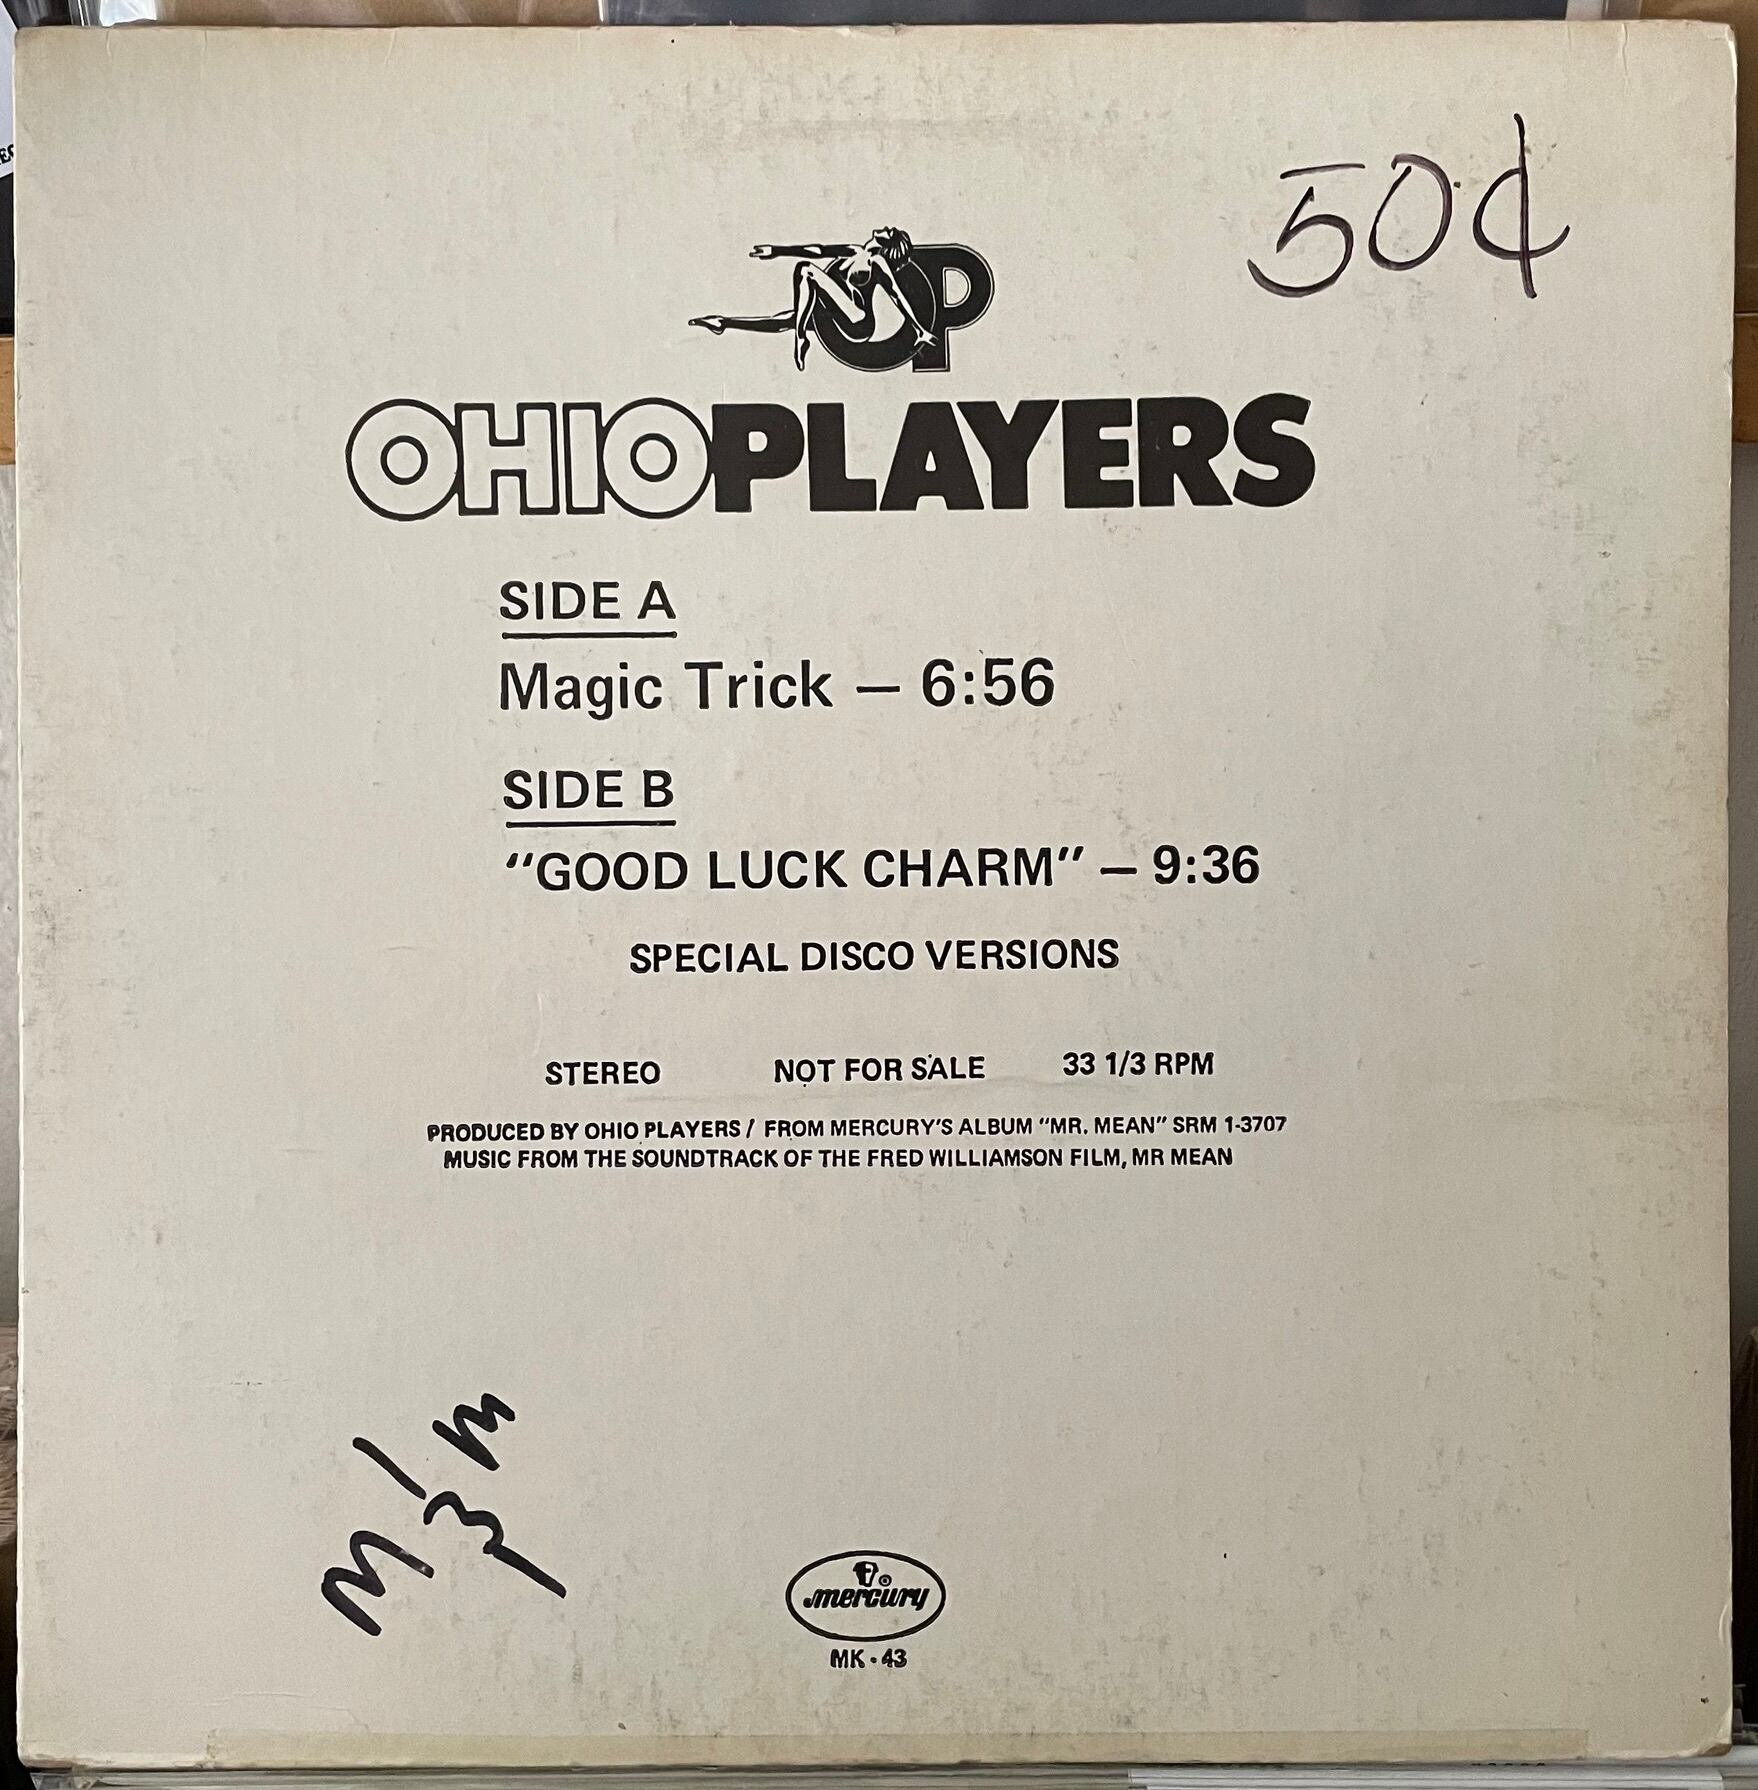 50¢
OP
OHIOPLAYERS
SIDE A
Magic Trick — 6:56
SIDE B
“GOOD LUCK CHARM” — 9:36
SPECIAL DISCO VERSIONS
STEREO NOT FOR SALE 33 1/3 RPM
PRODUCED BY OHIO PLAYERS / FROM MERCURY'S ALBUM “MR. MEAN” SRM 1-3707
MUSIC FROM THE SOUNDTRACK OF THE FRED WILLIAMSON FILM, MR MEAN
mercury
MK - 43